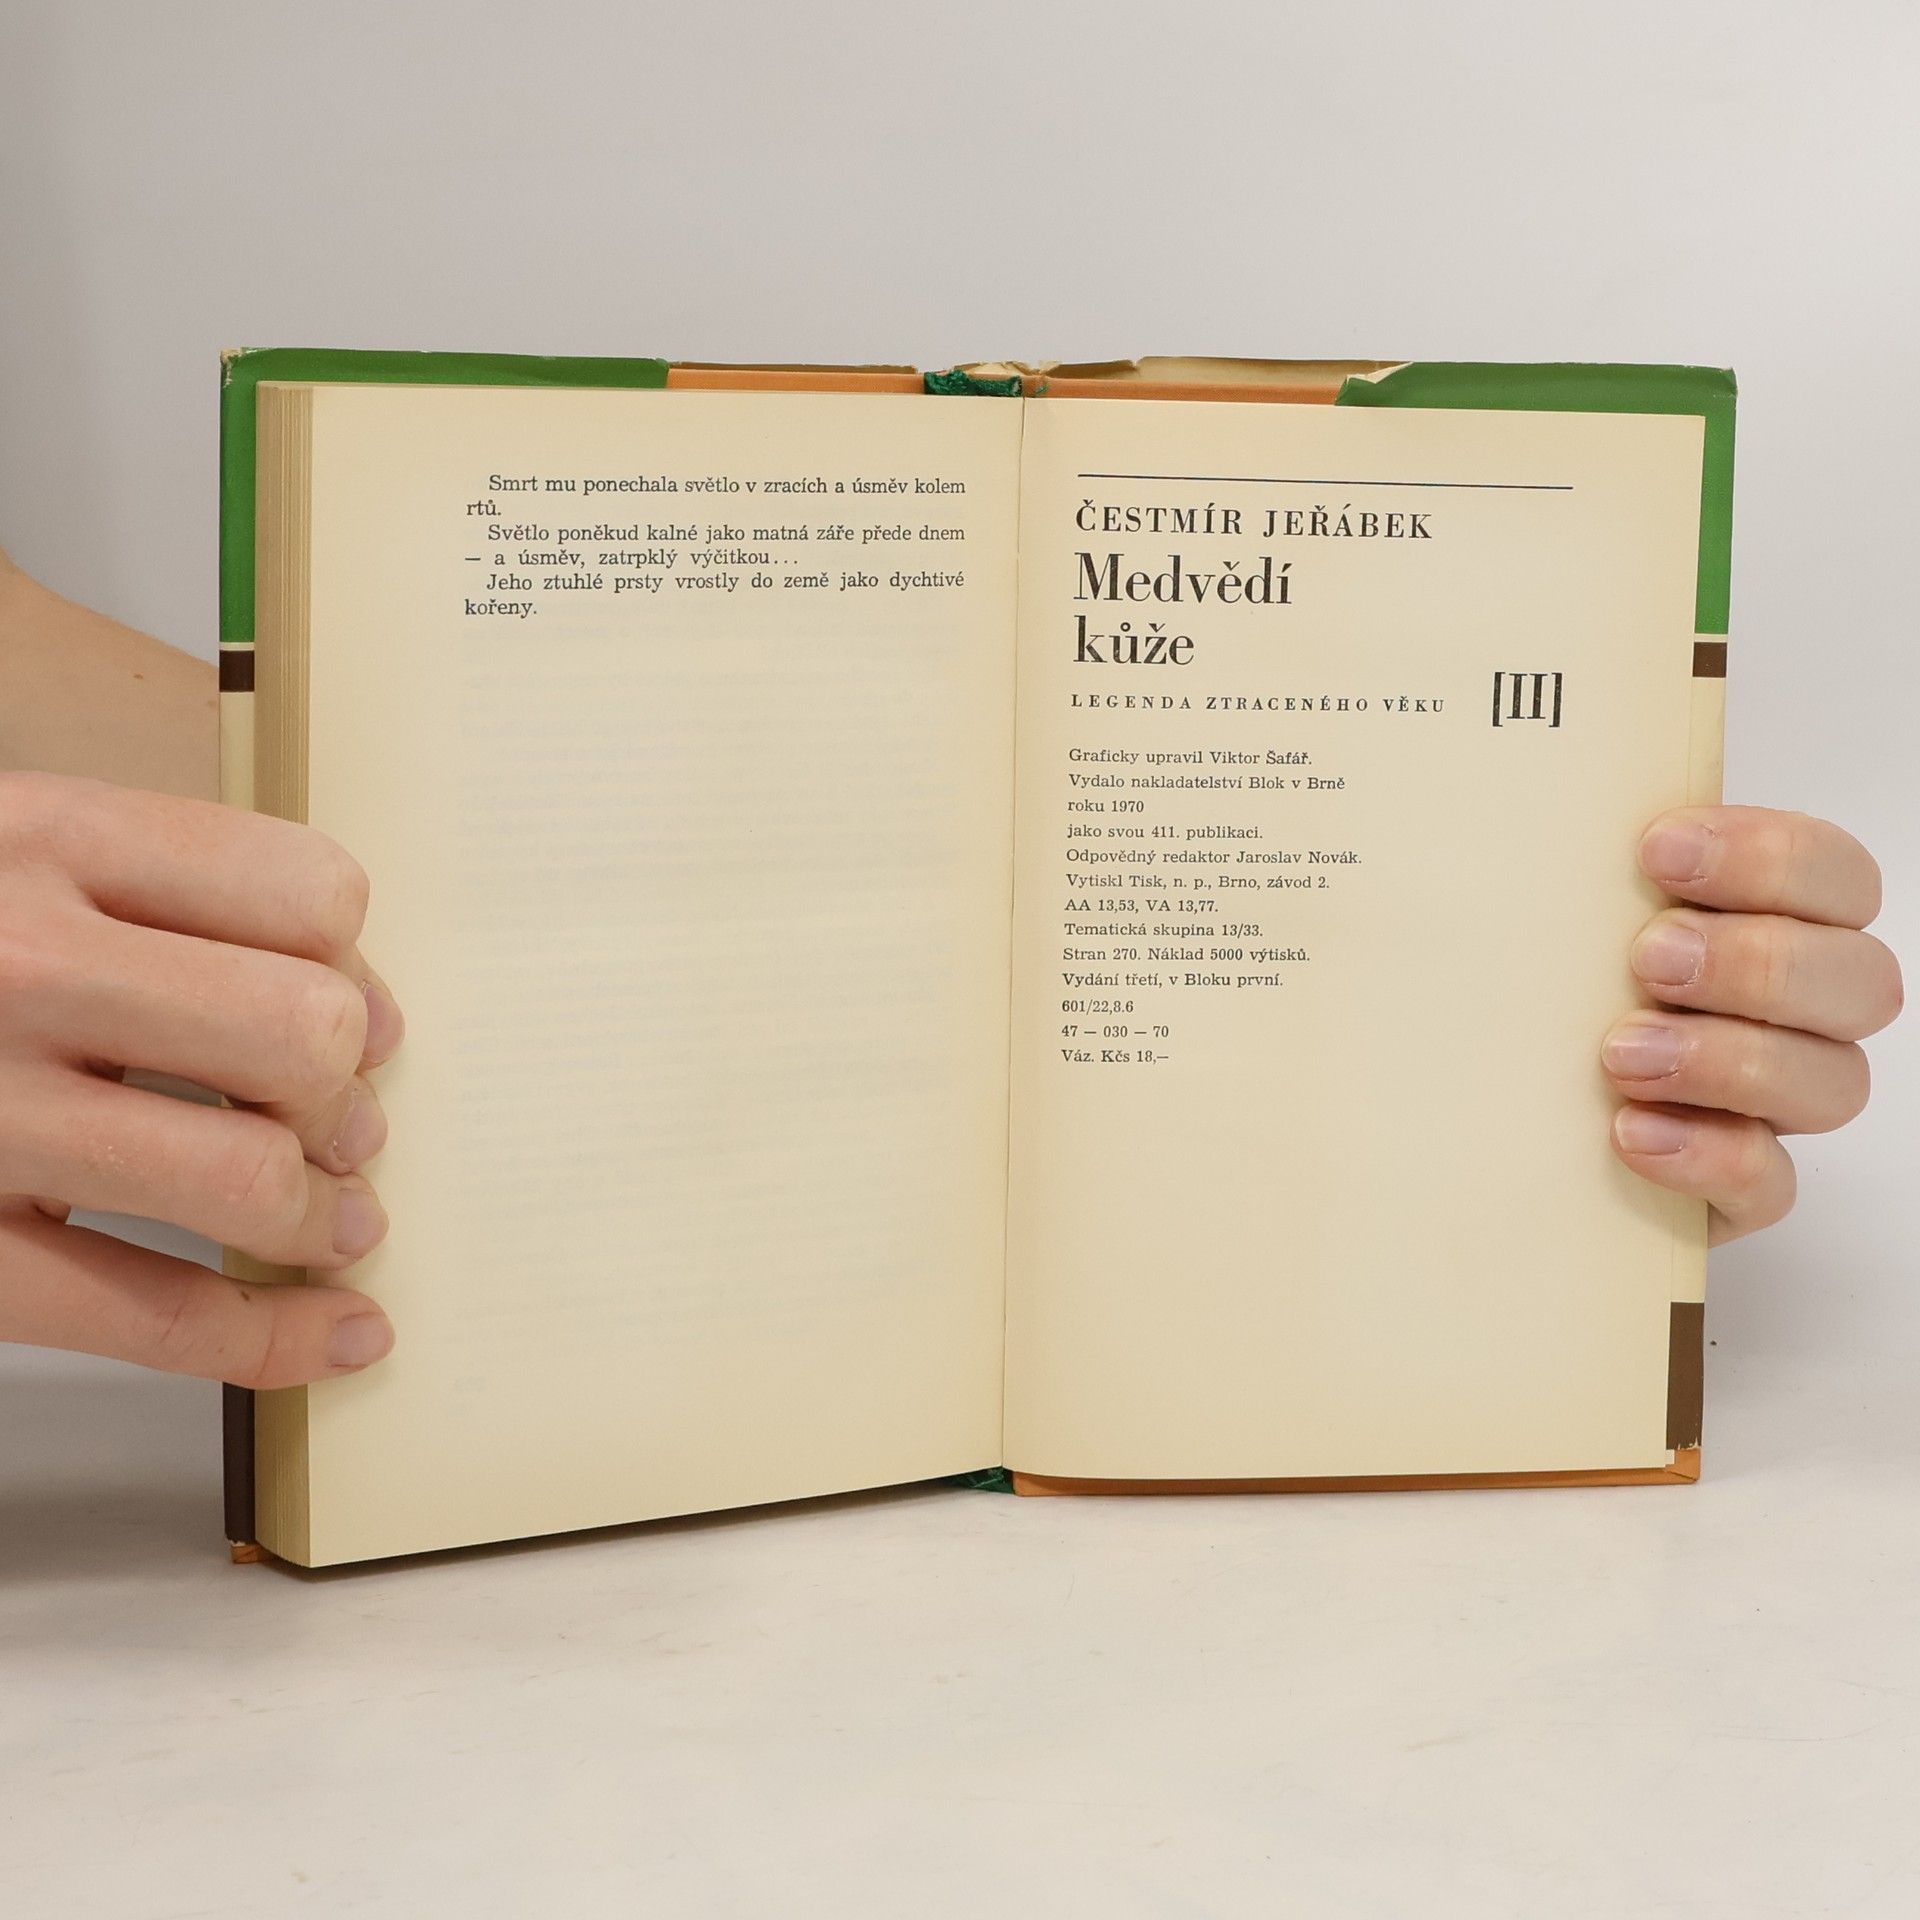 Smrt mu ponechala světlo v zracích a úsměv kolem
rtů.
Světlo poněkud kalné jako matná záře přede dnem
— a úsměv, zatrpklý výčitkou...
Jeho ztuhlé prsty vrostly do země jako dychtivé
kořeny.
ČESTMÍR JEŘÁBEK
Medvědí
kůže
LEGENDA ZTRACENÉHO VĚKU [II]
Graficky upravil Viktor Šafář.
Vydalo nakladatelství Blok v Brně
roku 1970
jako svou 411. publikaci.
Odpovědný redaktor Jaroslav Novák.
Vytiskl Tisk, n. p., Brno, závod 2.
AA 13,53, VA 13,77.
Tematická skupina 13/33.
Stran 270. Náklad 5000 výtisků.
Vydání třetí, v Bloku první.
601/22,8.6
47 — 030 — 70
Váz. Kčs 18,—